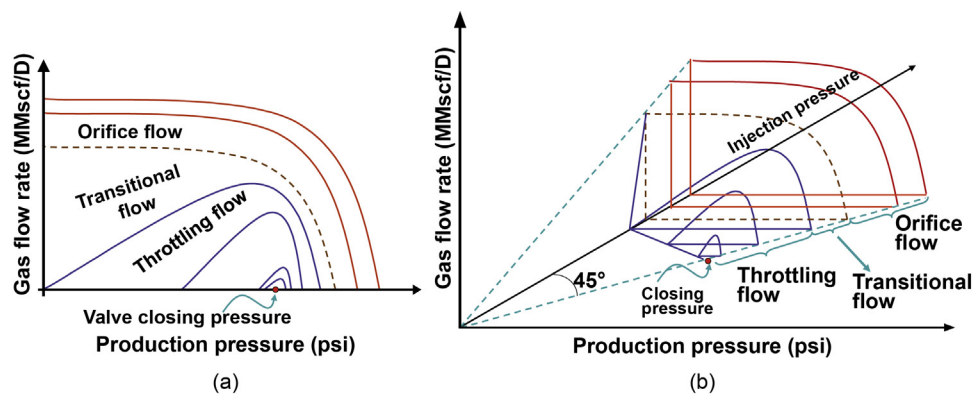 Gas flow rate (MMscf/D)
Orifice flow
Transitional
flow
Throttling flow
Valve closing pressure
Production pressure (psi)
(a)
Gas flow rate (MMscf/D)
Injection pressure
45°
Closing
pressure
Throttling
flow
Transitional
flow
Orifice
flow
Production pressure (psi)
(b)